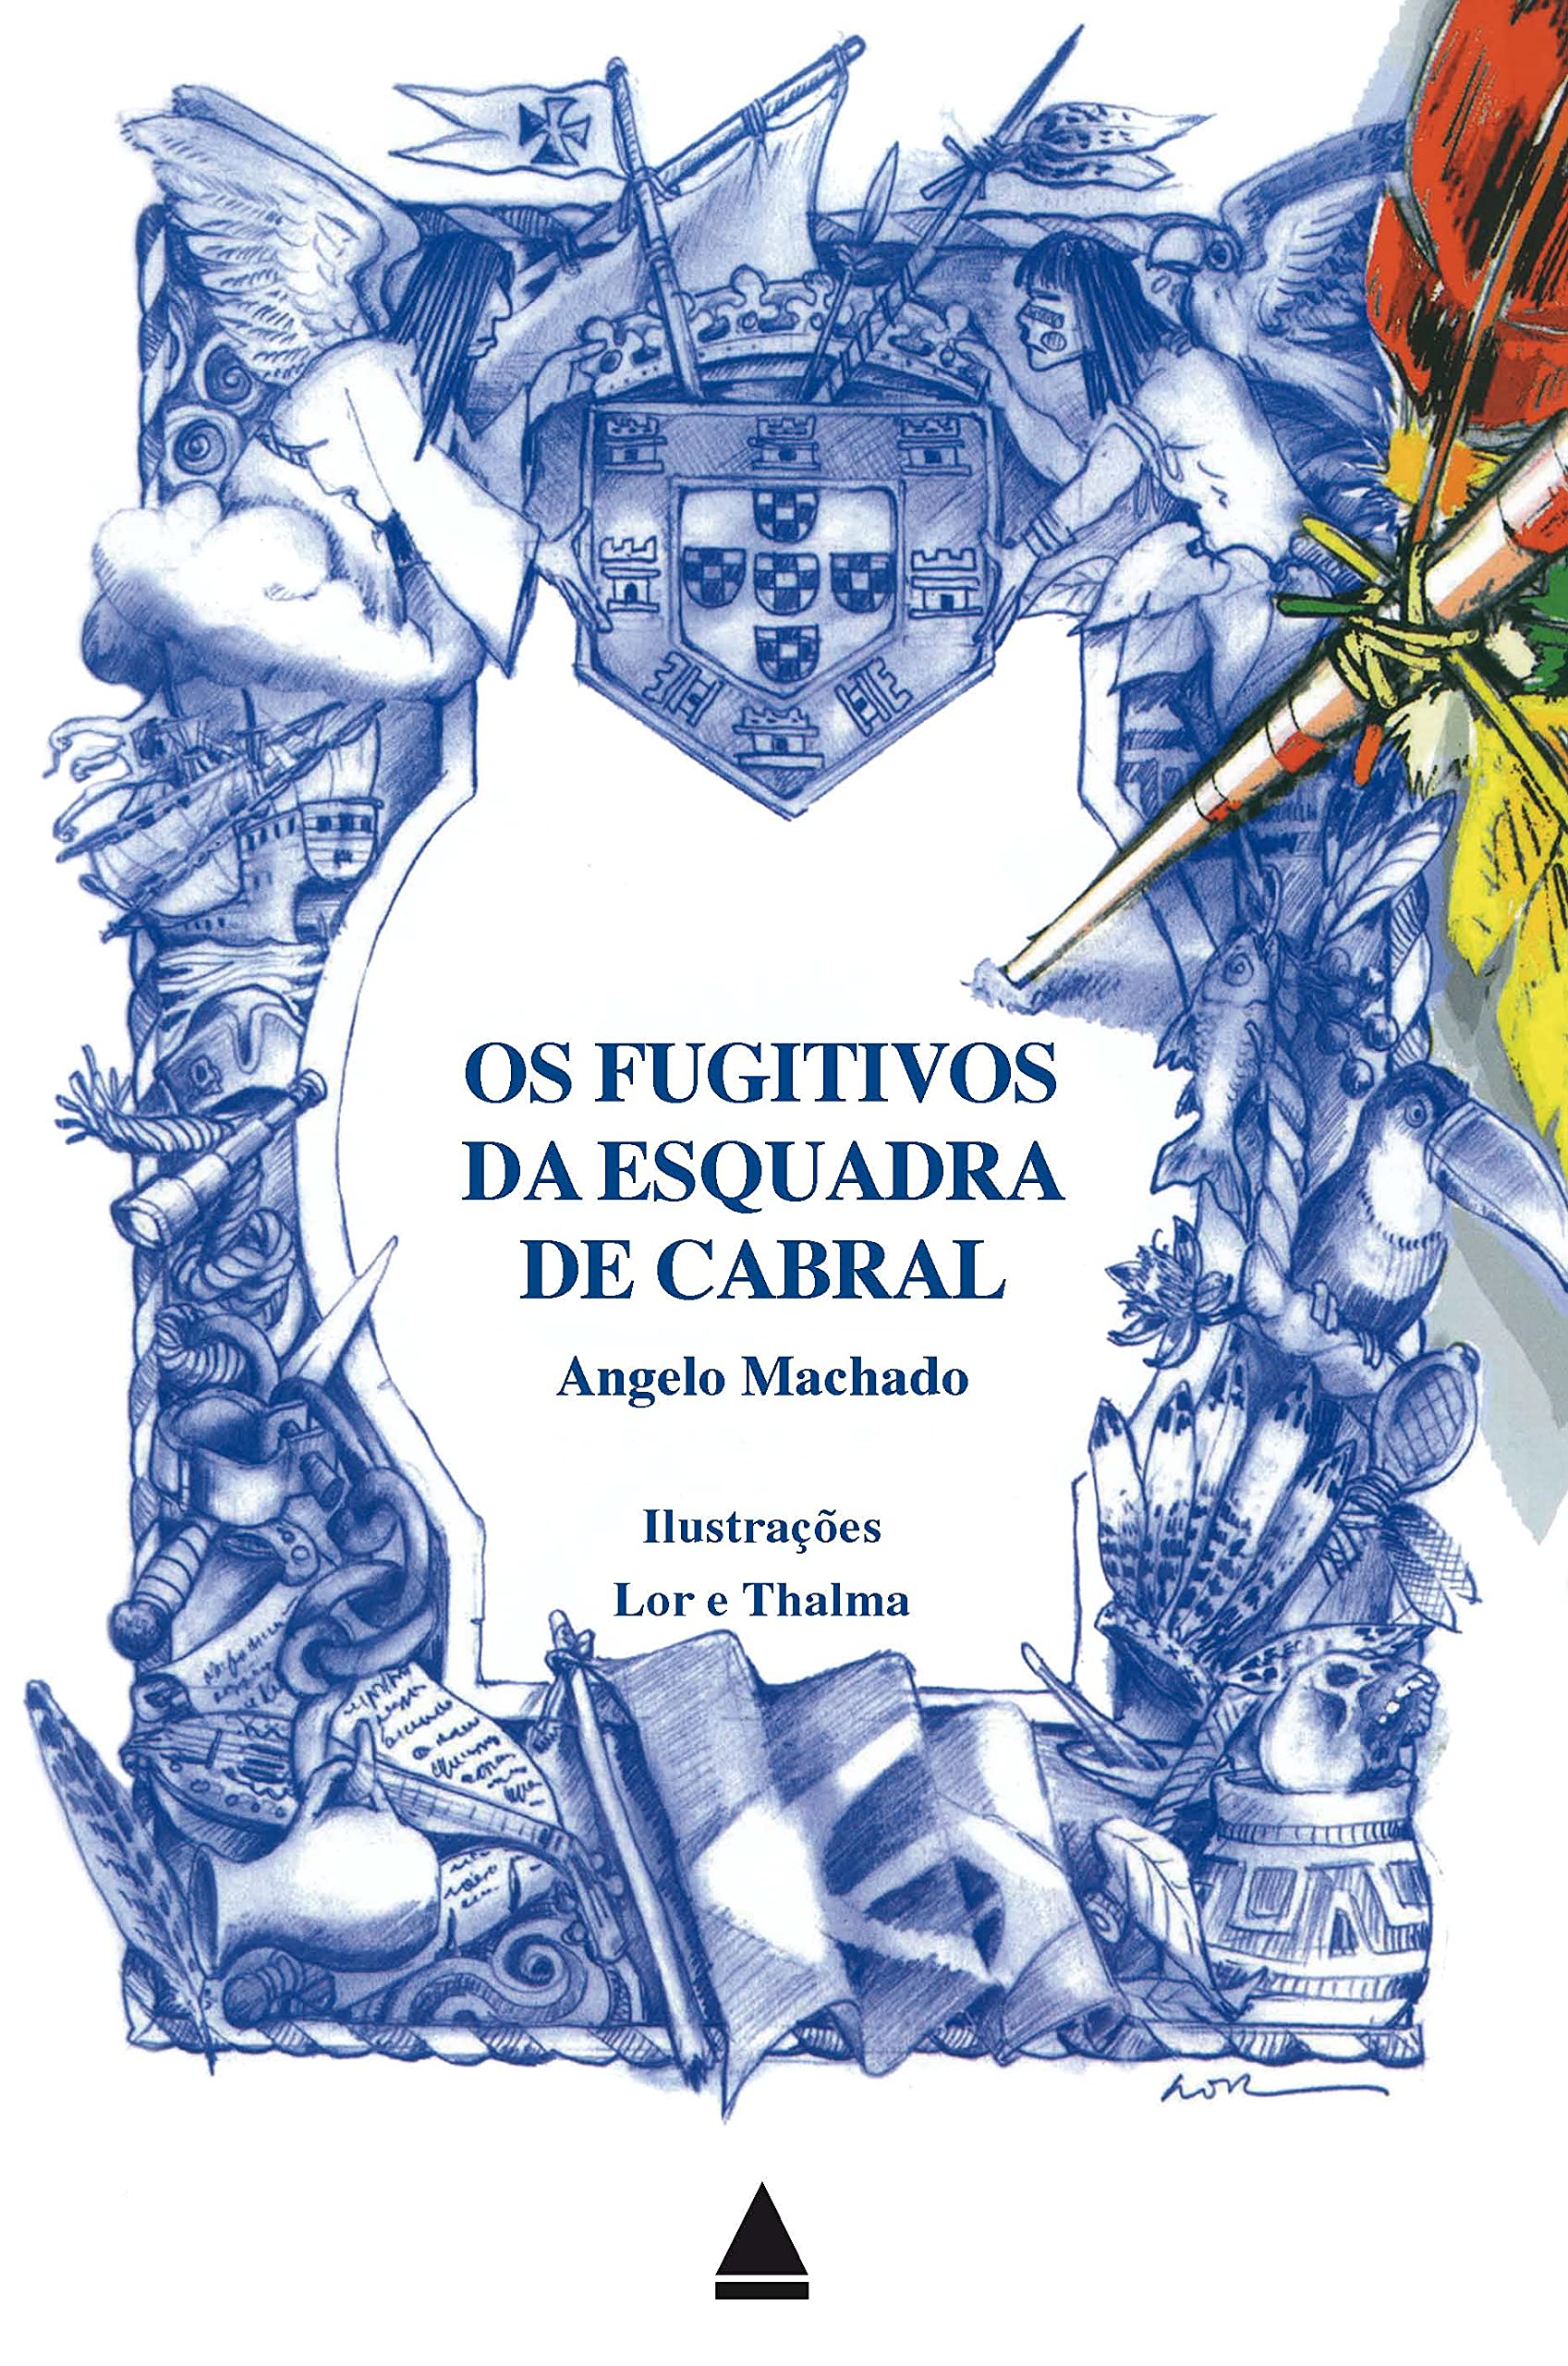 OS FUGITIVOS
DA ESQUADRA
DE CABRAL
Angelo Machado
Ilustrações
Lor e Thalma
LOR